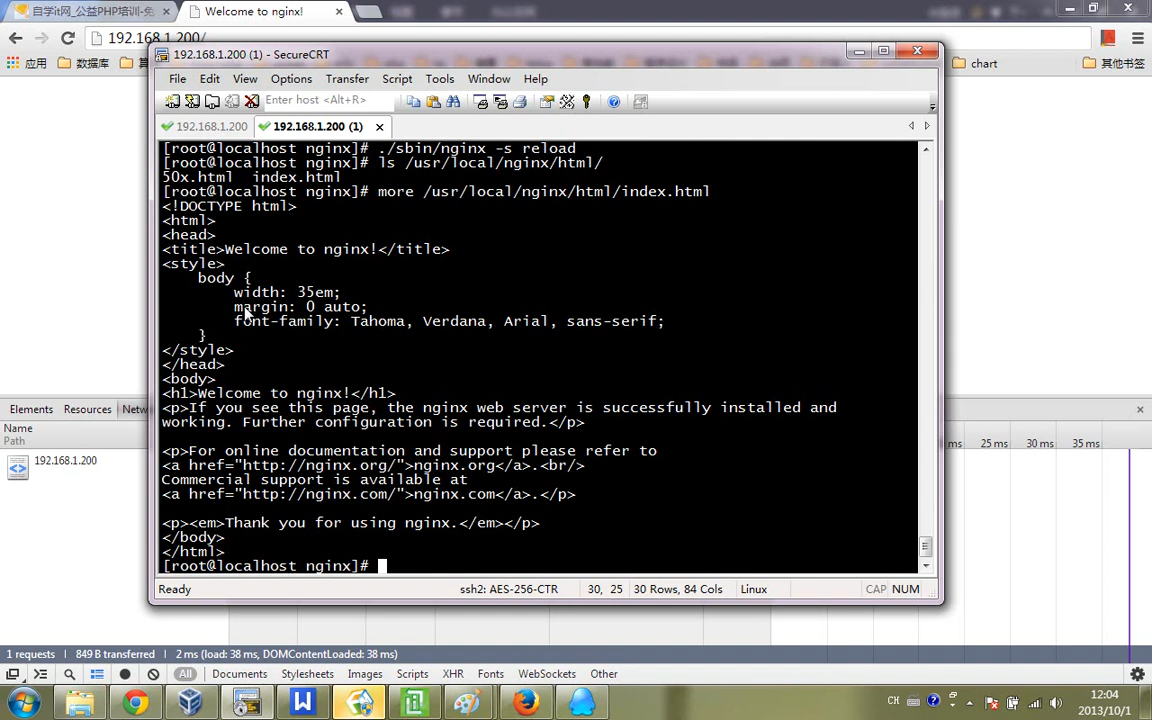 自学it网_公益PHP培训-免
Welcome to nginx!
192.168.1.200/
应用
数据库
chart
其他书签
192.168.1.200 (1) - SecureCRT
File Edit View Options Transfer Script Tools Window Help
Enter host <Alt+R>
192.168.1.200
192.168.1.200 (1)
[root@localhost nginx]# ./sbin/nginx -s reload
[root@localhost nginx]# ls /usr/local/nginx/html/
50x.html index.html
[root@localhost nginx]# more /usr/local/nginx/html/index.html
<!DOCTYPE html>
<html>
<head>
<title>Welcome to nginx!</title>
<style>
body {
width: 35em;
margin: 0 auto;
font-family: Tahoma, Verdana, Arial, sans-serif;
}
</style>
</head>
<body>
<h1>Welcome to nginx!</h1>
<p>If you see this page, the nginx web server is successfully installed and
working. Further configuration is required.</p>
<p>For online documentation and support please refer to
<a href="http://nginx.org/">nginx.org</a>.<br/>
Commercial support is available at
<a href="http://nginx.com/">nginx.com</a>.</p>
<p><em>Thank you for using nginx.</em></p>
</body>
</html>
[root@localhost nginx]#
Ready ssh2: AES-256-CTR 30, 25 30 Rows, 84 Cols Linux CAP NUM
Elements Resources Netw
Name
Path
ms 25 ms 30 ms 35 ms
192.168.1.200
1 requests 849 B transferred 2 ms (load: 38 ms, DOMContentLoaded: 38 ms)
All Documents Stylesheets Images Scripts XHR Fonts WebSockets Other
CH
12:04
2013/10/1